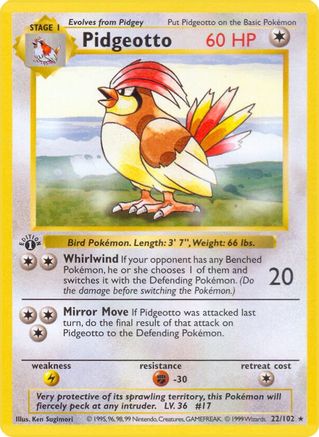 STAGE 1
Evolves from Pidgey
Put Pidgeotto on the Basic Pokémon
Pidgeotto 60 HP
EDITION
1
Bird Pokémon. Length: 3' 7", Weight: 66 lbs.
Whirlwind If your opponent has any Benched
Pokémon, he or she chooses 1 of them and
switches it with the Defending Pokémon. (Do
the damage before switching the Pokémon.)
20
Mirror Move If Pidgeotto was attacked last
turn, do the final result of that attack on
Pidgeotto to the Defending Pokémon.
weakness resistance retreat cost
-30
Very protective of its sprawling territory, this Pokémon will
fiercely peck at any intruder. LV. 36 #17
Illus. Ken Sugimori ©1995, 96, 98, 99 Nintendo, Creatures, GAMEFREAK. ©1999 Wizards. 22/102 ★